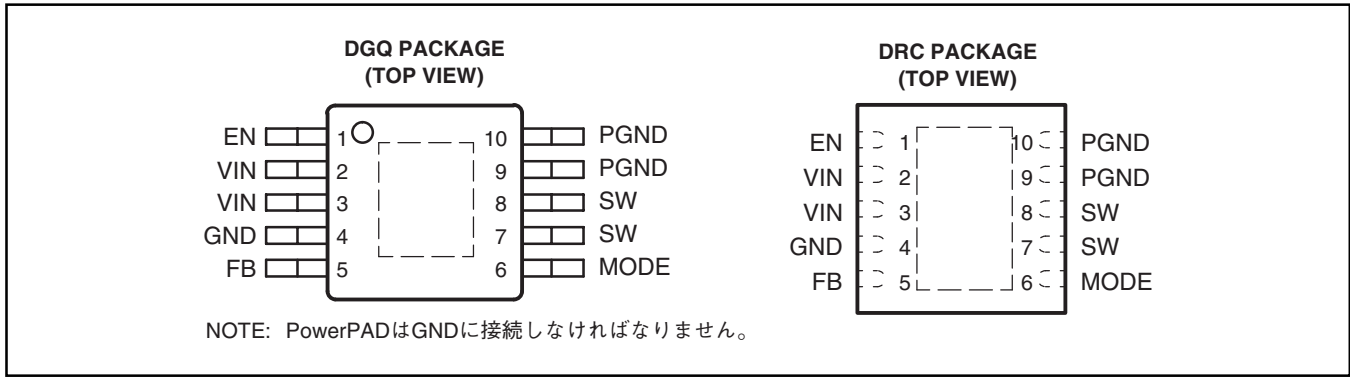 DGQ PACKAGE
(TOP VIEW)
EN 1 10 PGND
VIN 2 9 PGND
VIN 3 8 SW
GND 4 7 SW
FB 5 6 MODE
DRC PACKAGE
(TOP VIEW)
EN 1 10 PGND
VIN 2 9 PGND
VIN 3 8 SW
GND 4 7 SW
FB 5 6 MODE
NOTE: PowerPADはGNDに接続しなければなりません。